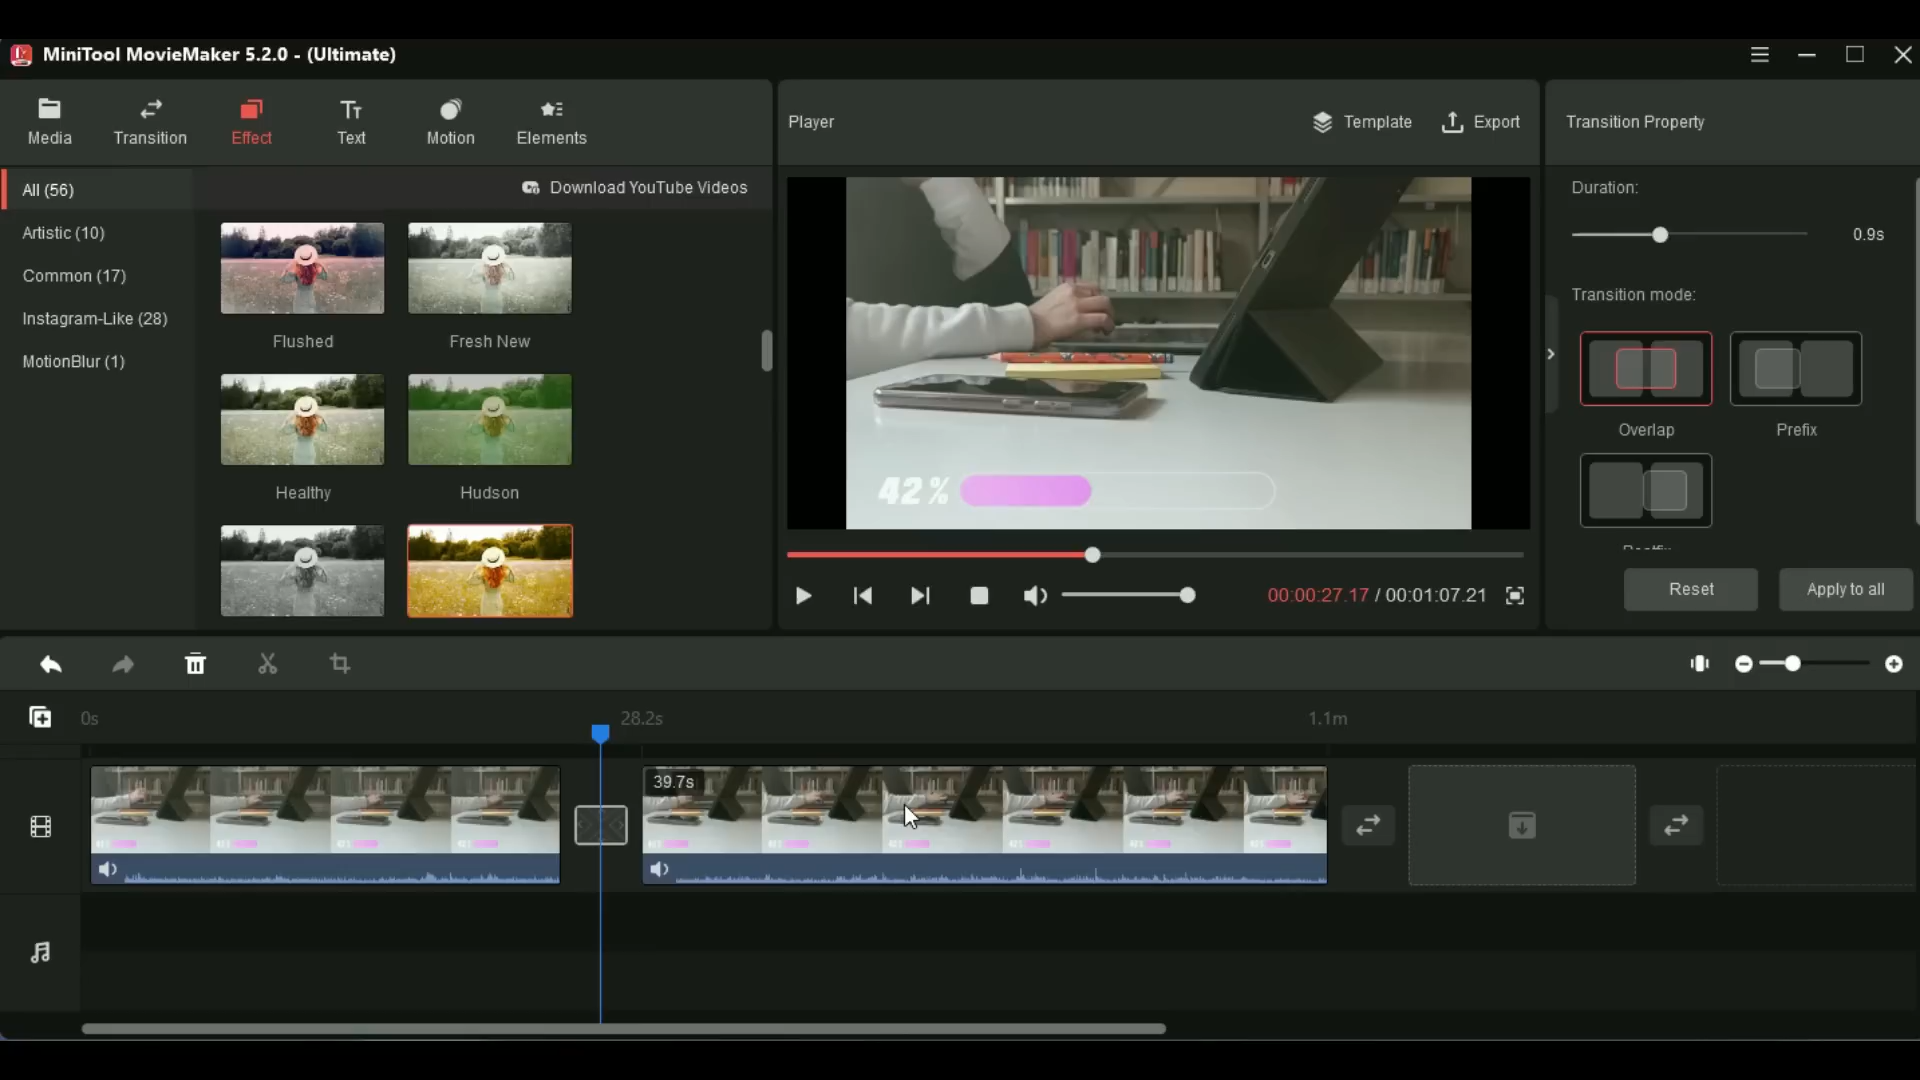 MiniTool MovieMaker 5.2.0 - (Ultimate)
Media
Transition
Effect
Text
Motion
Elements
Player
Template
Export
Transition Property
All (56)
Artistic (10)
Common (17)
Instagram-Like (28)
MotionBlur (1)
Download YouTube Videos
Flushed
Fresh New
Healthy
Hudson
42%
00:00:27.17 / 00:01:07.21
Duration:
0.9s
Transition mode:
Overlap
Prefix
Reset
Apply to all
0s
28.2s
1.1m
39.7s